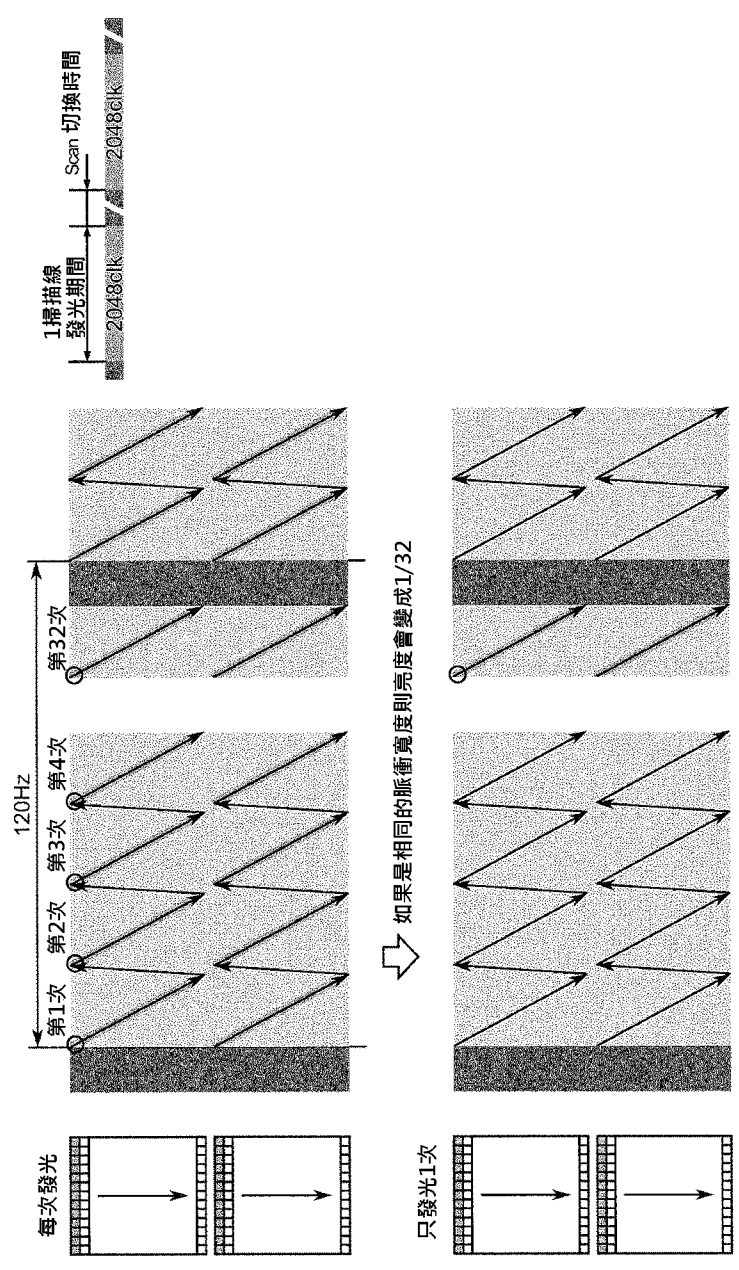 每次發光
120Hz
第1次
第2次
第3次
第4次
第32次
1掃描線
發光期間
Scan 切換時間
2048clk
2048clk
如果是相同的脈衝寬度則亮度會變成1/32
只發光1次